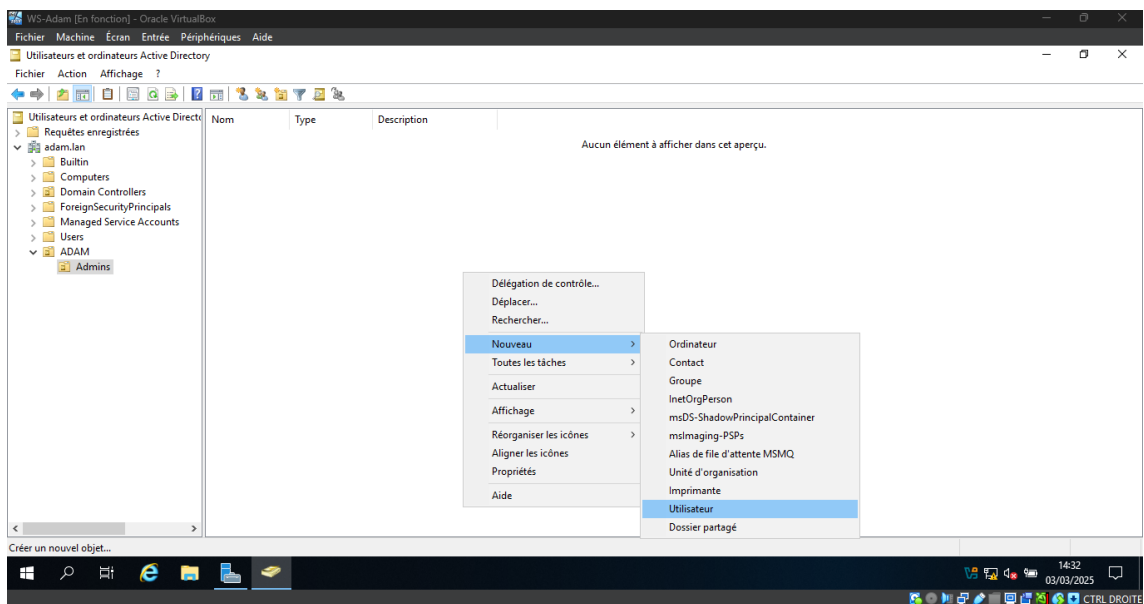 WS-Adam [En fonction] - Oracle VirtualBox
Fichier Machine Écran Entrée Périphériques Aide
Utilisateurs et ordinateurs Active Directory
Fichier Action Affichage ?
Utilisateurs et ordinateurs Active Directo
Requêtes enregistrées
adam.lan
Builtin
Computers
Domain Controllers
ForeignSecurityPrincipals
Managed Service Accounts
Users
ADAM
Admins
Nom Type Description
Aucun élément à afficher dans cet aperçu.
Délégation de contrôle...
Déplacer...
Rechercher...
Nouveau
Toutes les tâches
Actualiser
Affichage
Réorganiser les icônes
Aligner les icônes
Propriétés
Aide
Ordinateur
Contact
Groupe
InetOrgPerson
msDS-ShadowPrincipalContainer
msImaging-PSPs
Alias de file d'attente MSMQ
Unité d'organisation
Imprimante
Utilisateur
Dossier partagé
Créer un nouvel objet...
14:32
03/03/2025
CTRL DROITE